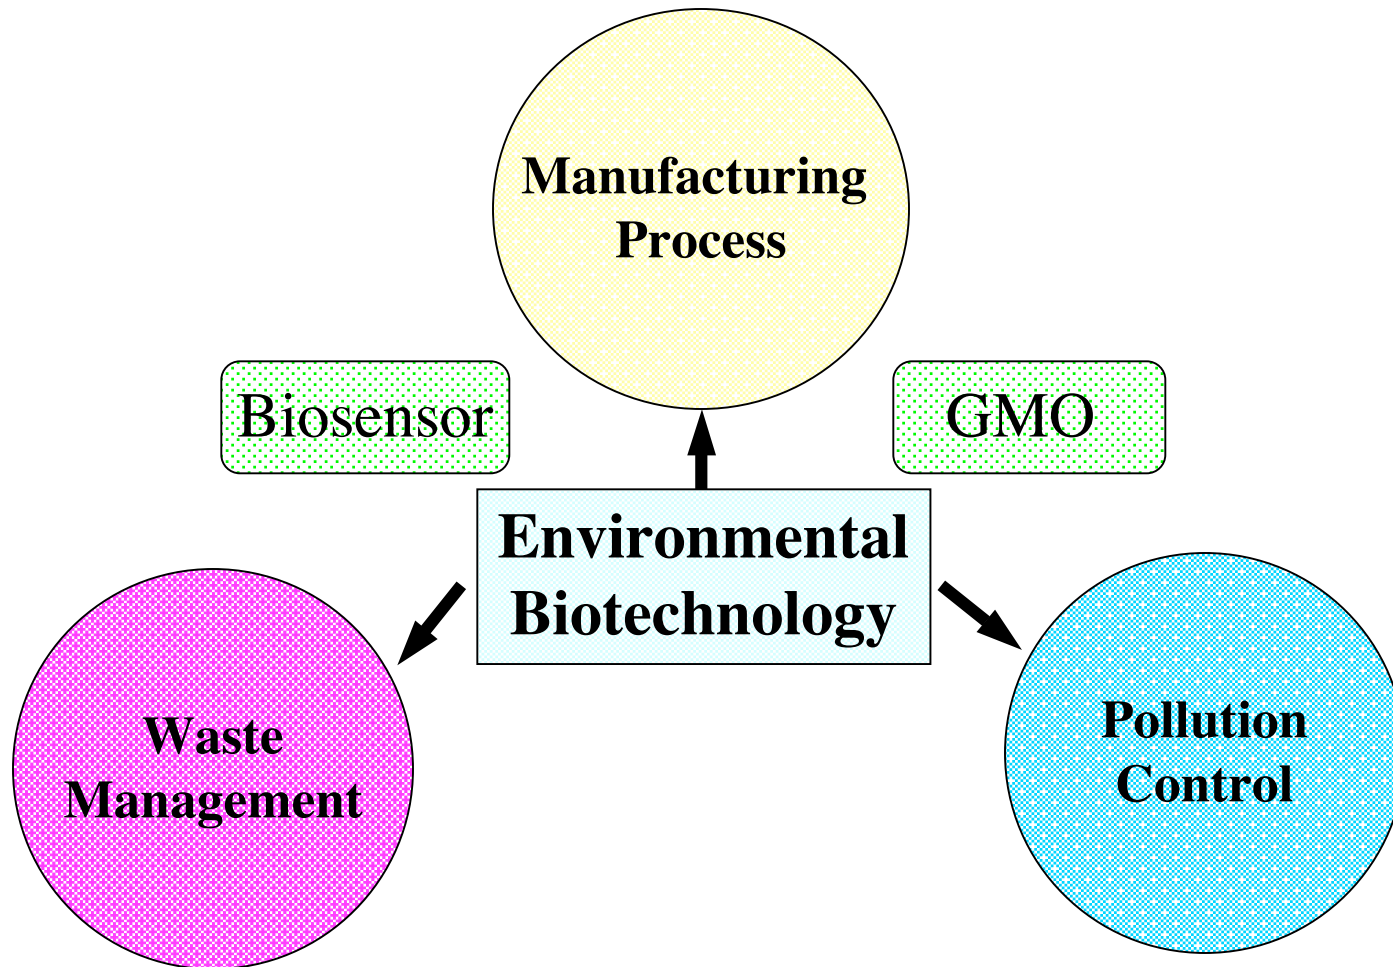 Manufacturing
Process
Biosensor
GMO
Environmental
Biotechnology
Waste
Management
Pollution
Control